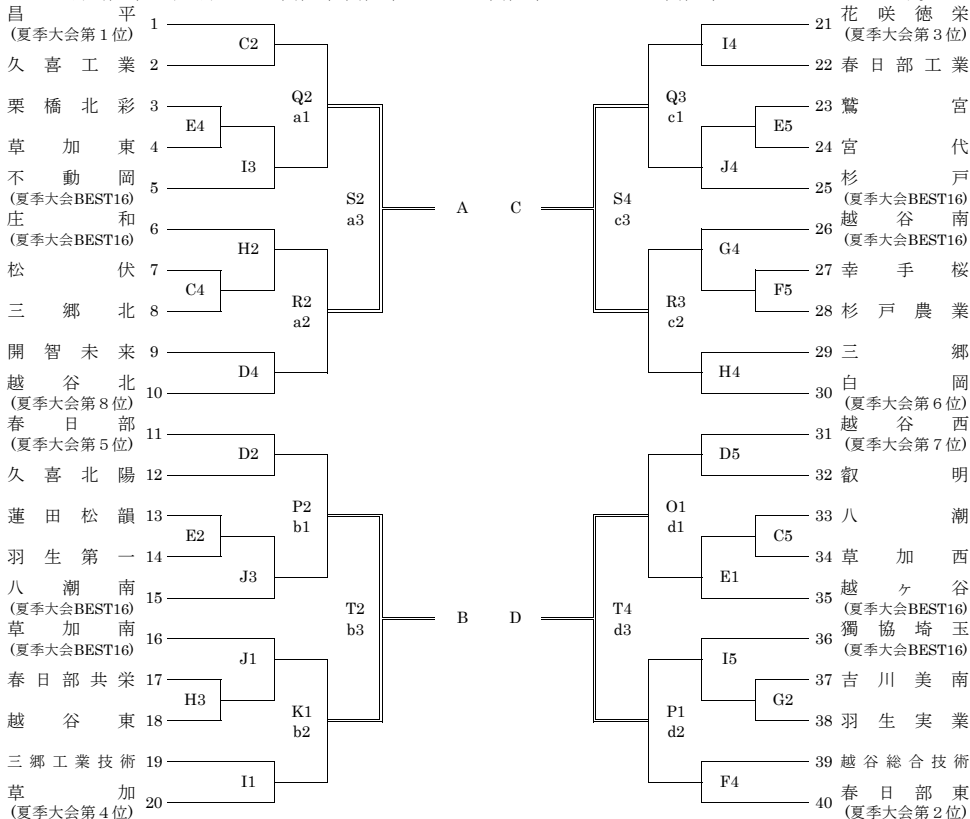 昌平 1
(夏季大会第１位)
C2
久喜工業 2
Q2
a1
栗橋北彩 3
E4
草加東 4
I3
不動岡 5
(夏季大会BEST16)
S2
a3
A
庄和 6
(夏季大会BEST16)
H2
松伏 7
C4
三郷北 8
R2
a2
開智未来 9
D4
越谷北 10
(夏季大会第８位)
春日部 11
(夏季大会第５位)
D2
久喜北陽 12
P2
b1
蓮田松韻 13
E2
羽生第一 14
J3
八潮南 15
(夏季大会BEST16)
T2
b3
B
草加南 16
(夏季大会BEST16)
J1
春日部共栄 17
H3
越谷東 18
K1
b2
三郷工業技術 19
I1
草加 20
(夏季大会第４位)
21 花咲徳栄
(夏季大会第３位)
I4
22 春日部工業
Q3
c1
23 鷲宮
E5
24 宮代
J4
25 杉戸
(夏季大会BEST16)
S4
c3
C
26 越谷南
(夏季大会BEST16)
G4
27 幸手桜
F5
28 杉戸農業
R3
c2
29 三郷
H4
30 白岡
(夏季大会第６位)
31 越谷西
(夏季大会第７位)
D5
32 叡明
O1
d1
33 八潮
C5
34 草加西
E1
35 越ヶ谷
(夏季大会BEST16)
T4
d3
D
36 獨協埼玉
(夏季大会BEST16)
I5
37 吉川美南
G2
38 羽生実業
P1
d2
39 越谷総合技術
F4
40 春日部東
(夏季大会第２位)